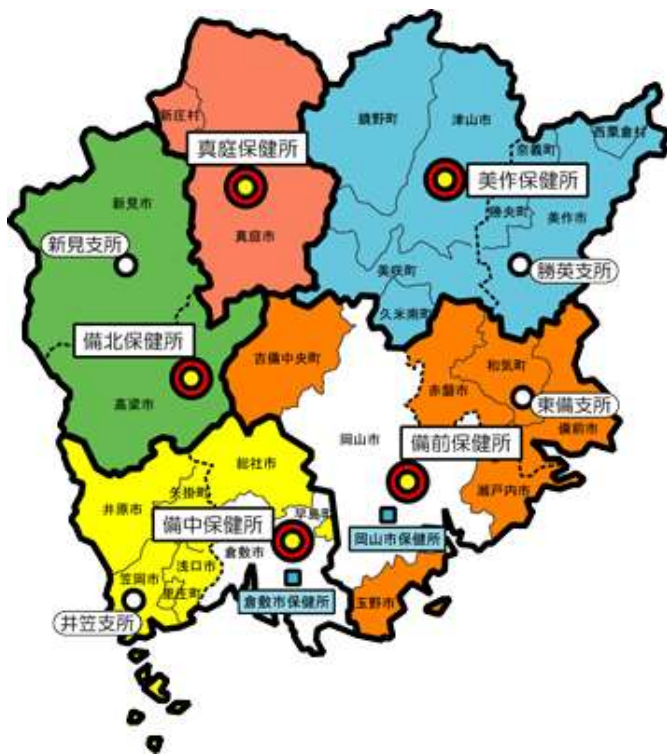 鏡野町
津山市
西粟倉村
新庄村
奈義町
真庭保健所
美作保健所
新見市
勝央町
美作市
真庭市
新見支所
美咲町
勝英支所
久米南町
備北保健所
吉備中央町
和気町
赤磐市
高梁市
東備支所
備前市
岡山市
備前保健所
総社市
瀬戸内市
矢掛町
井原市
早島町
備中保健所
岡山市保健所
倉敷市
浅口市
笠岡市
里庄町
倉敷市保健所
玉野市
井笠支所